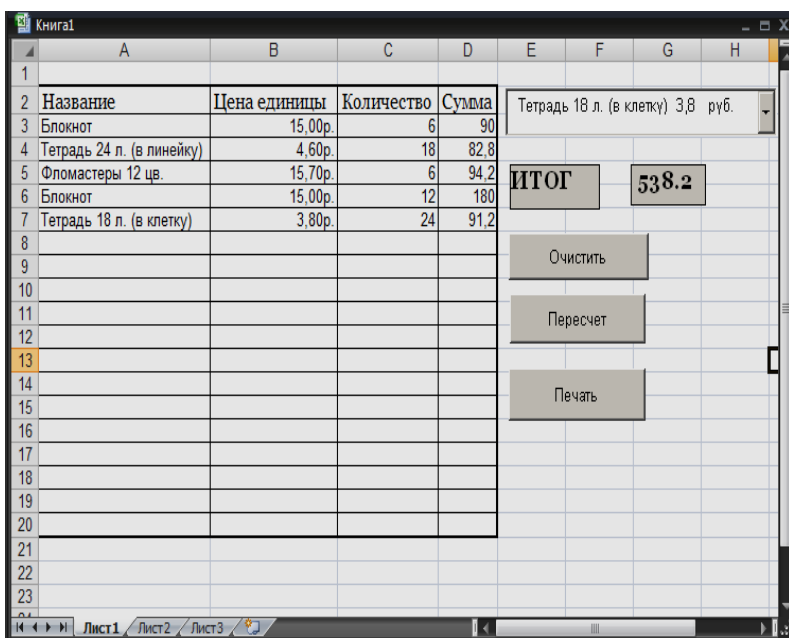 Книга1
A B C D E F G H
1
2 Название Цена единицы Количество Сумма Тетрадь 18 л. (в клетку) 3,8 руб.
3 Блокнот 15,00р. 6 90
4 Тетрадь 24 л. (в линейку) 4,60р. 18 82,8
5 Фломастеры 12 цв. 15,70р. 6 94,2 ИТОГ 538.2
6 Блокнот 15,00р. 12 180
7 Тетрадь 18 л. (в клетку) 3,80р. 24 91,2
8
9 Очистить
10
11
12 Пересчет
13
14
15 Печать
16
17
18
19
20
21
22
23
Лист1 Лист2 Лист3